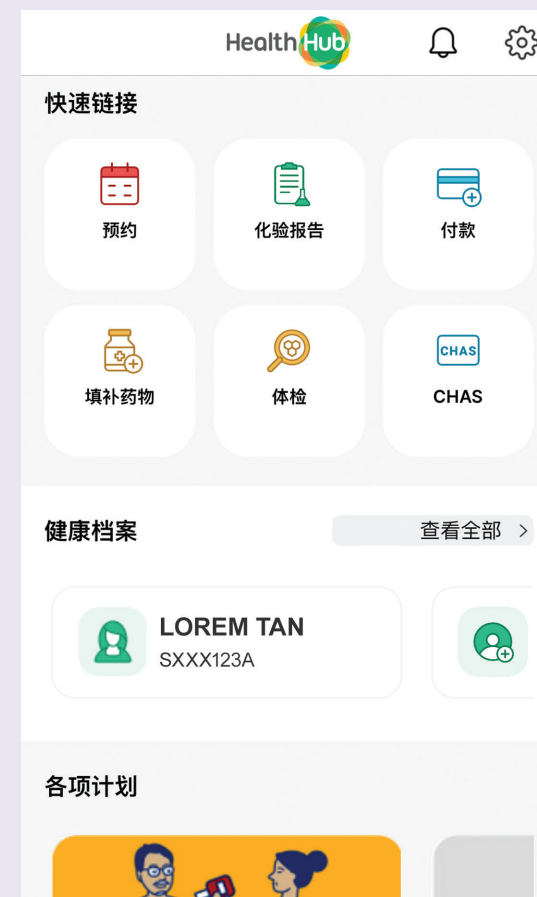 HealthHub
快速链接
预约
化验报告
付款
CHAS
填补药物
体检
CHAS
健康档案
查看全部 >
LOREM TAN
SXXX123A
各项计划